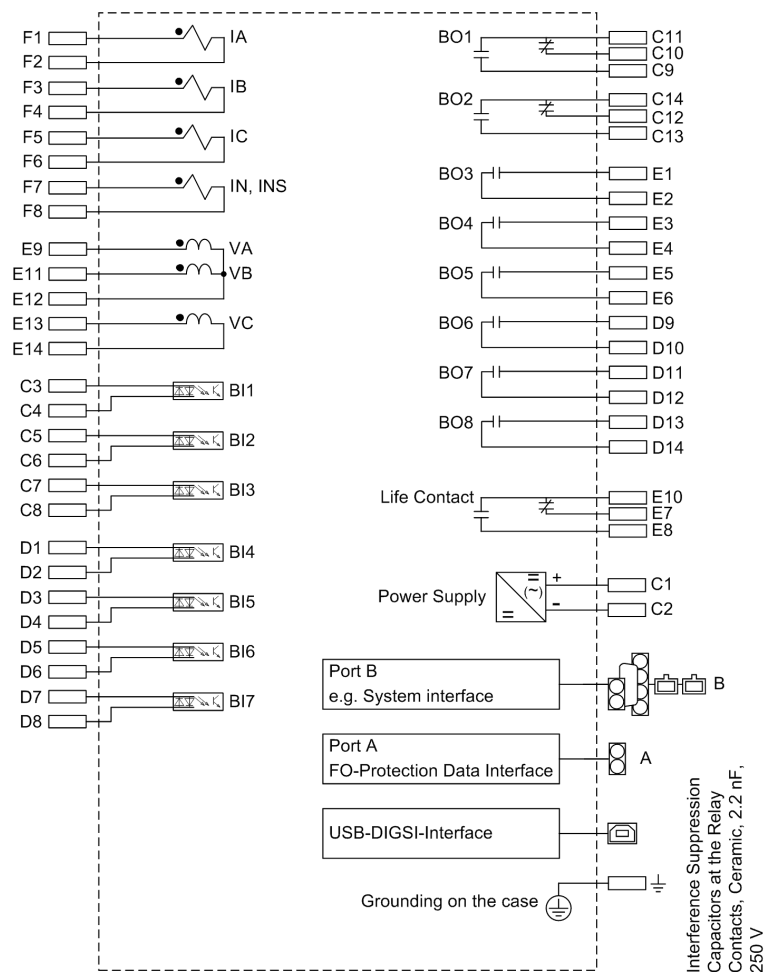 F1
IA
F2
F3
IB
F4
F5
IC
F6
F7
IN, INS
F8
E9
VA
E11
VB
E12
E13
VC
E14
C3
BI1
C4
C5
BI2
C6
C7
BI3
C8
D1
BI4
D2
D3
BI5
D4
D5
BI6
D6
D7
BI7
D8
BO1
C11
C10
C9
BO2
C14
C12
C13
BO3
E1
E2
BO4
E3
E4
BO5
E5
E6
BO6
D9
D10
BO7
D11
D12
BO8
D13
D14
Life Contact
E10
E7
E8
Power Supply
=
(~)
=
+
-
C1
C2
Port B
e.g. System interface
B
Port A
FO-Protection Data Interface
A
USB-DIGSI-Interface
Grounding on the case
Interference Suppression
Capacitors at the Relay
Contacts, Ceramic, 2.2 nF,
250 V